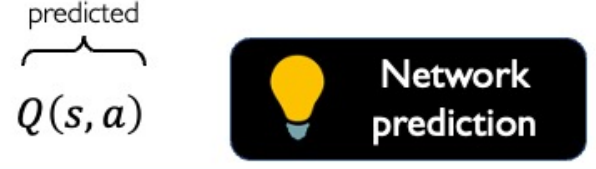 predicted
Q(s, a)
Network
prediction